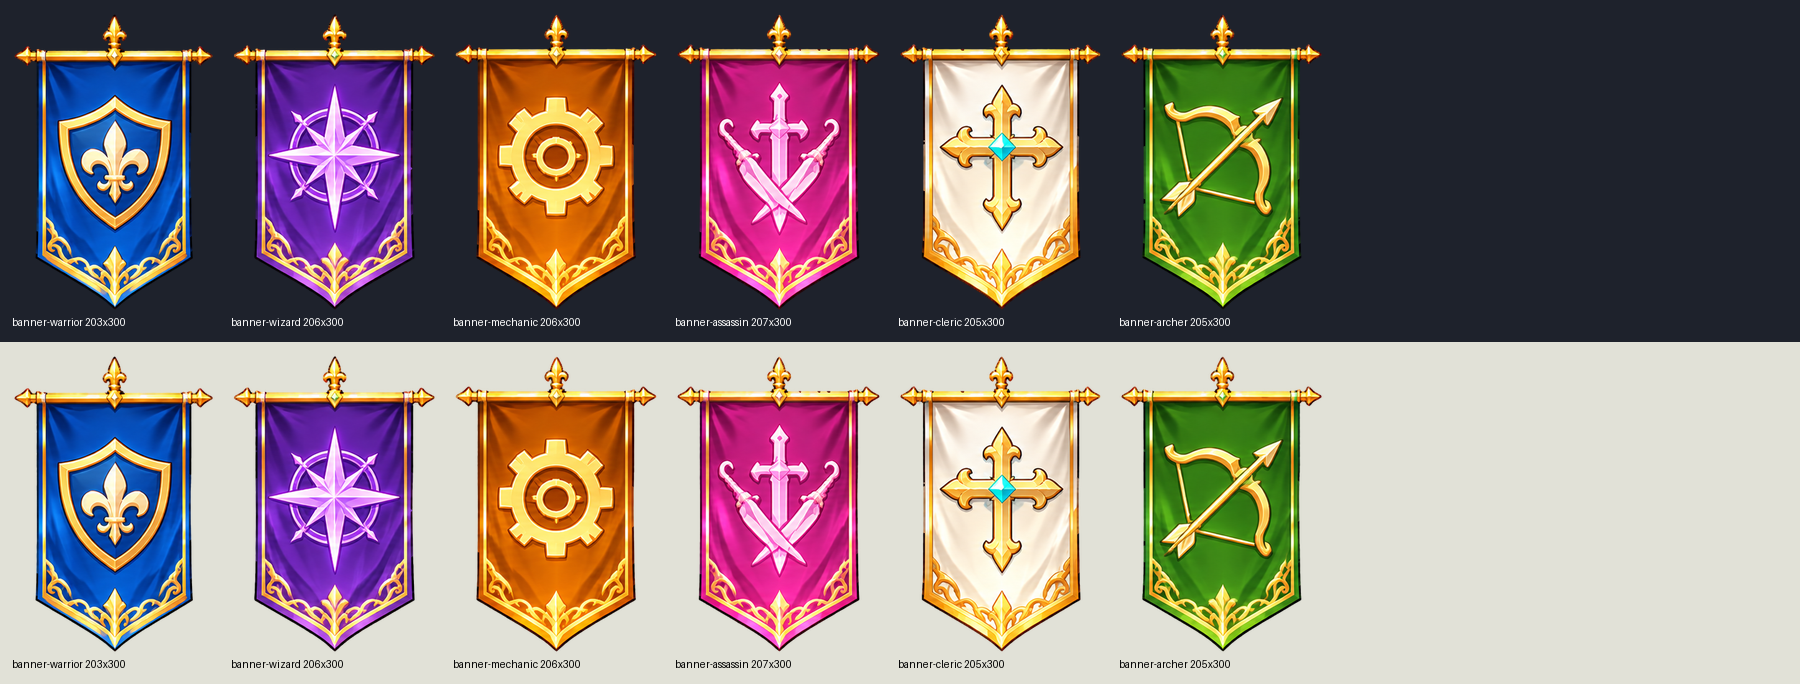 banner-warrior 203x300
banner-wizard 206x300
banner-mechanic 206x300
banner-assassin 207x300
banner-cleric 205x300
banner-archer 205x300
banner-warrior 203x300
banner-wizard 206x300
banner-mechanic 206x300
banner-assassin 207x300
banner-cleric 205x300
banner-archer 205x300